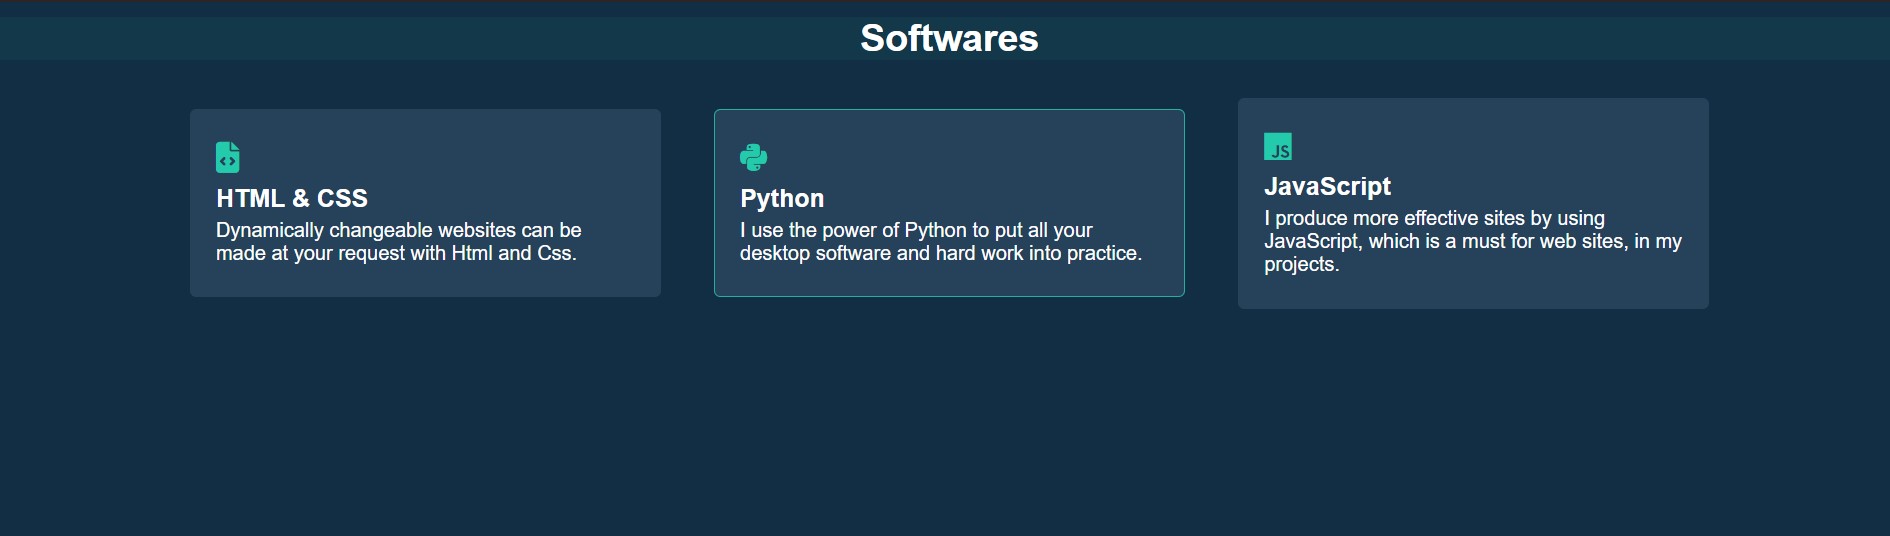 Softwares
HTML & CSS
Dynamically changeable websites can be
made at your request with Html and Css.
Python
I use the power of Python to put all your
desktop software and hard work into practice.
JS
JavaScript
I produce more effective sites by using
JavaScript, which is a must for web sites, in my
projects.